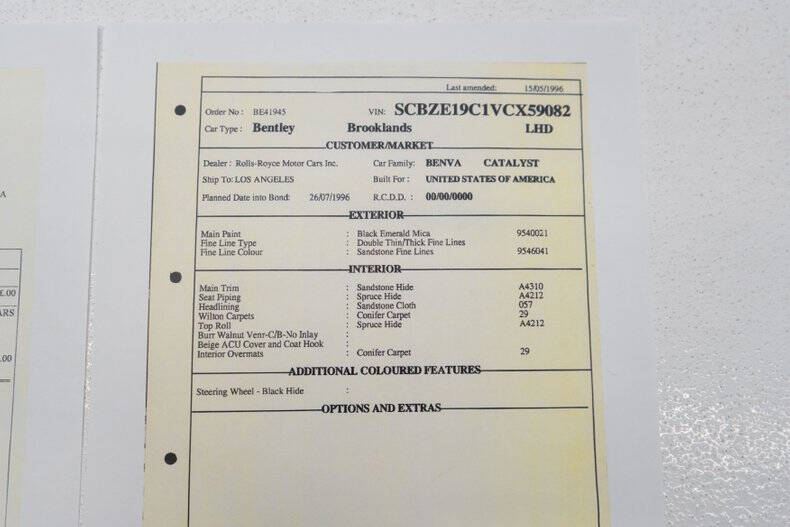 Last amended: 15/05/1996
Order No : BE41945 VIN: SCBZE19C1VCX59082
Car Type : Bentley Brooklands LHD
CUSTOMER/MARKET
Dealer : Rolls-Royce Motor Cars Inc. Car Family: BENVA CATALYST
Ship To: LOS ANGELES Built For : UNITED STATES OF AMERICA
Planned Date into Bond: 26/07/1996 R.C.D.D. : 00/00/0000
EXTERIOR
Main Paint : Black Emerald Mica 9540021
Fine Line Type : Double Thin/Thick Fine Lines
Fine Line Colour : Sandstone Fine Lines 9546041
INTERIOR
Main Trim : Sandstone Hide A4310
Seat Piping : Spruce Hide A4212
Headlining : Sandstone Cloth 057
Wilton Carpets : Conifer Carpet 29
Top Roll : Spruce Hide A4212
Burr Walnut Venr-C/B-No Inlay :
Beige ACU Cover and Coat Hook :
Interior Overmats : Conifer Carpet 29
ADDITIONAL COLOURED FEATURES
Steering Wheel - Black Hide :
OPTIONS AND EXTRAS
A
£.00
ARS
.00